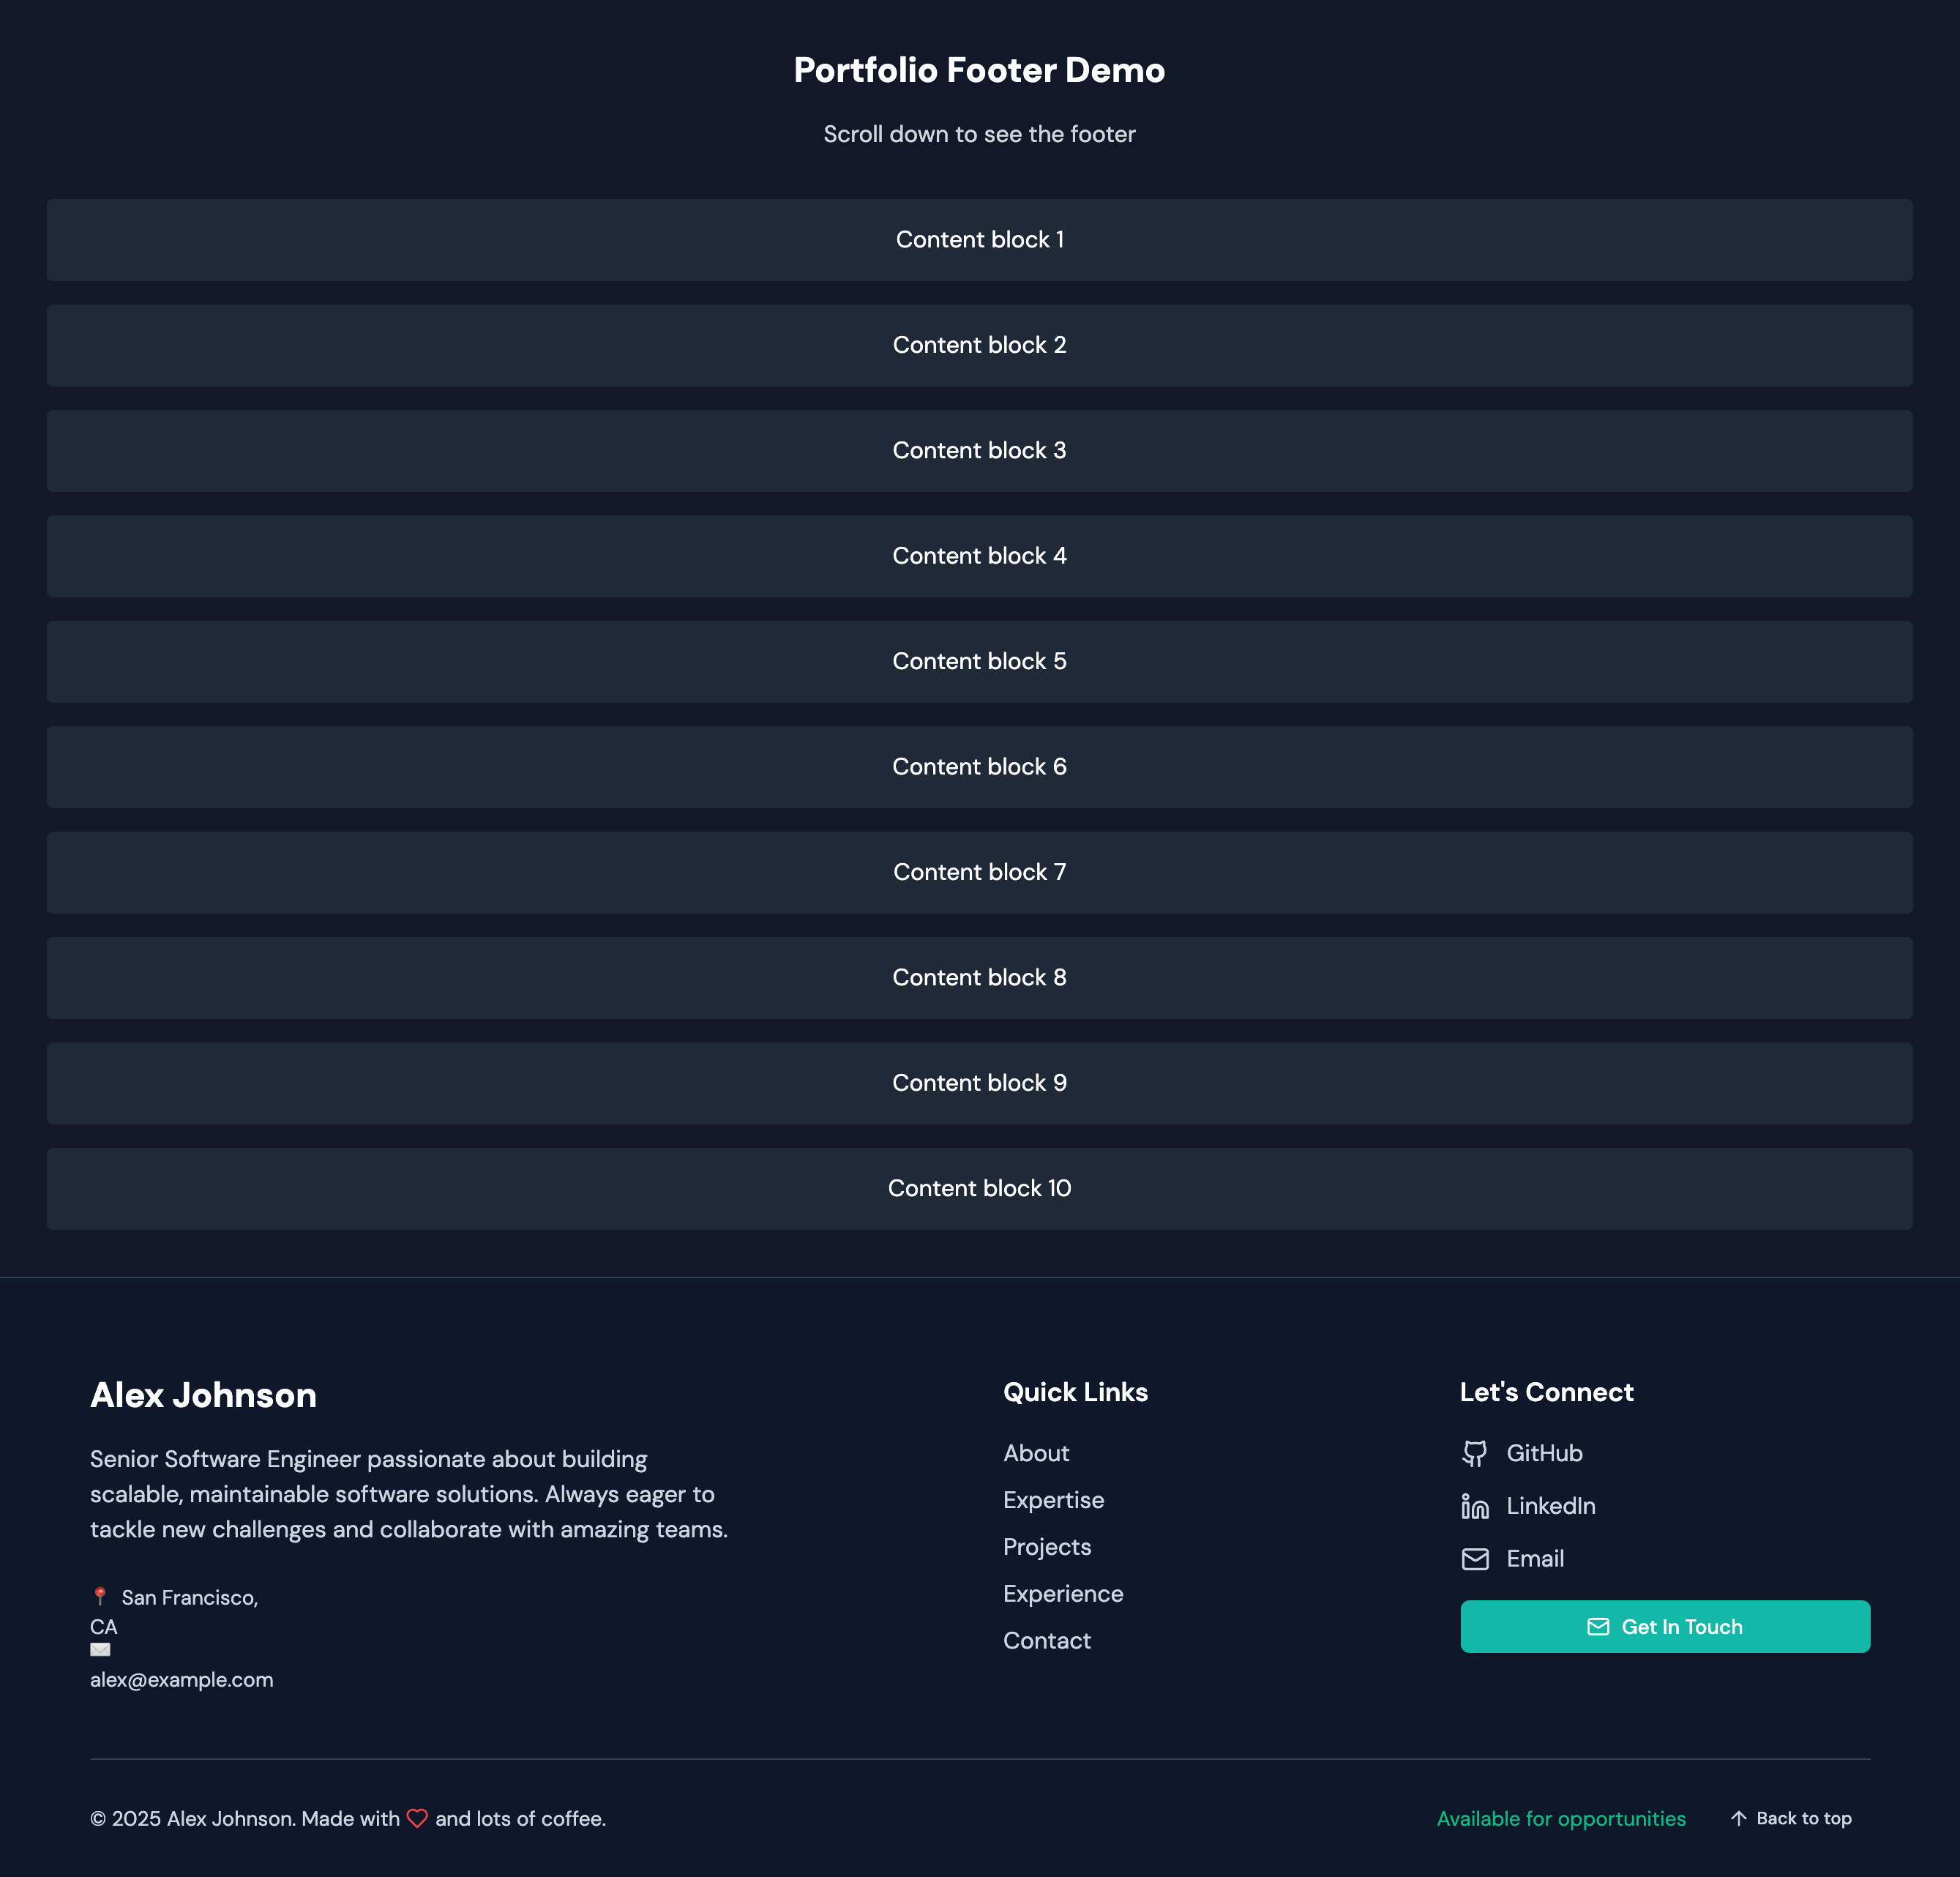 Portfolio Footer Demo
Scroll down to see the footer
Content block 1
Content block 2
Content block 3
Content block 4
Content block 5
Content block 6
Content block 7
Content block 8
Content block 9
Content block 10
Alex Johnson
Senior Software Engineer passionate about building
scalable, maintainable software solutions. Always eager to
tackle new challenges and collaborate with amazing teams.
📍 San Francisco,
CA
✉️
alex@example.com
Quick Links
About
Expertise
Projects
Experience
Contact
Let's Connect
GitHub
LinkedIn
Email
Get In Touch
© 2025 Alex Johnson. Made with ♡ and lots of coffee.
Available for opportunities
↑ Back to top